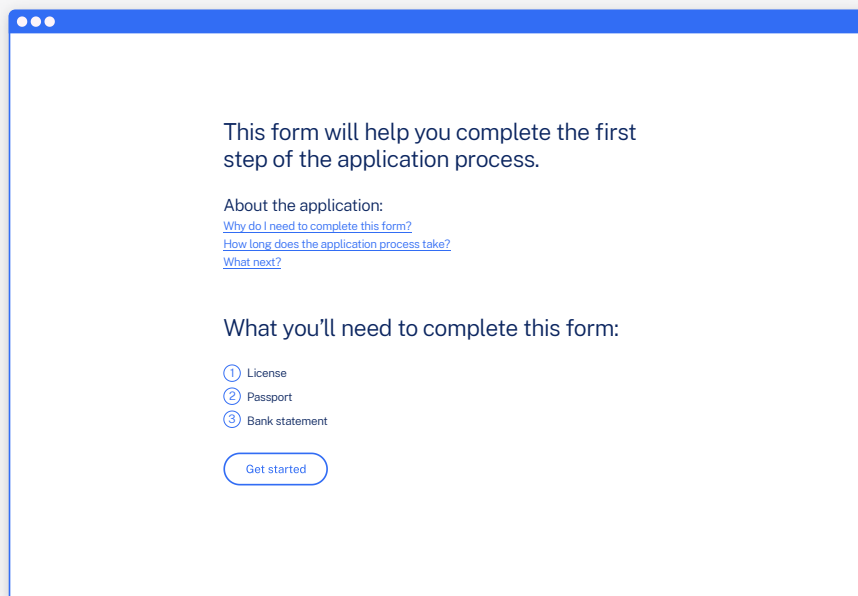 This form will help you complete the first
step of the application process.
About the application:
Why do I need to complete this form?
How long does the application process take?
What next?
What you’ll need to complete this form:
1 License
2 Passport
3 Bank statement
Get started